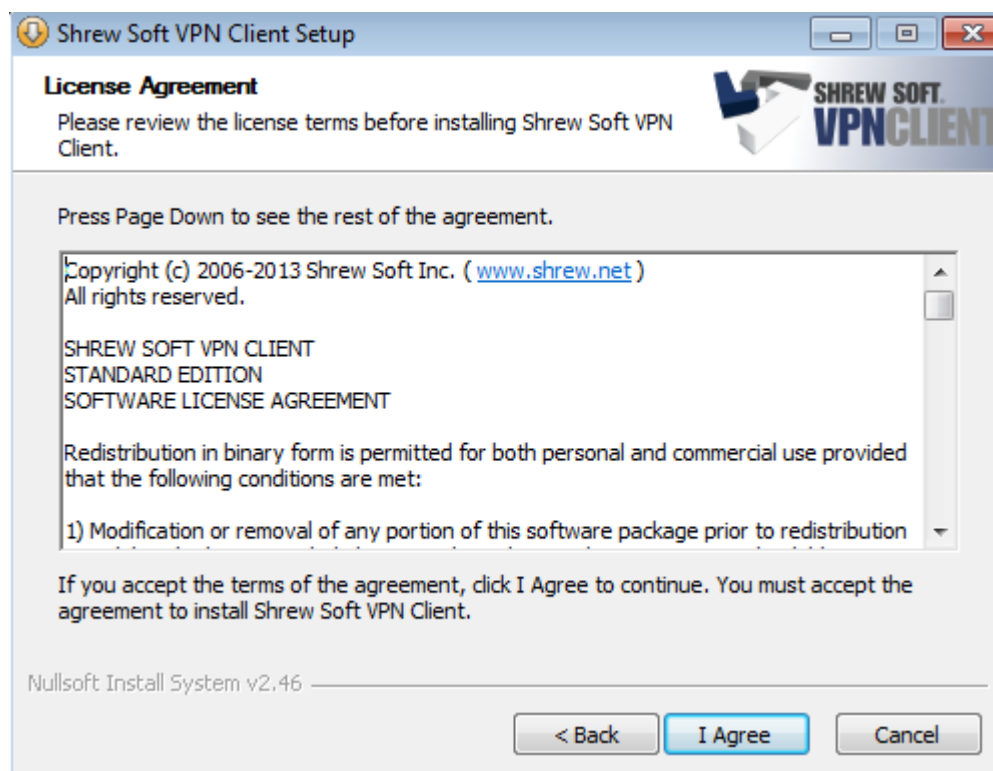 Shrew Soft VPN Client Setup
License Agreement
Please review the license terms before installing Shrew Soft VPN
Client.
SHREW SOFT.
VPNCLIENT
Press Page Down to see the rest of the agreement.
Copyright (c) 2006-2013 Shrew Soft Inc. ( www.shrew.net )
All rights reserved.
SHREW SOFT VPN CLIENT
STANDARD EDITION
SOFTWARE LICENSE AGREEMENT
Redistribution in binary form is permitted for both personal and commercial use provided
that the following conditions are met:
1) Modification or removal of any portion of this software package prior to redistribution
If you accept the terms of the agreement, click I Agree to continue. You must accept the
agreement to install Shrew Soft VPN Client.
Nullsoft Install System v2.46
< Back
I Agree
Cancel